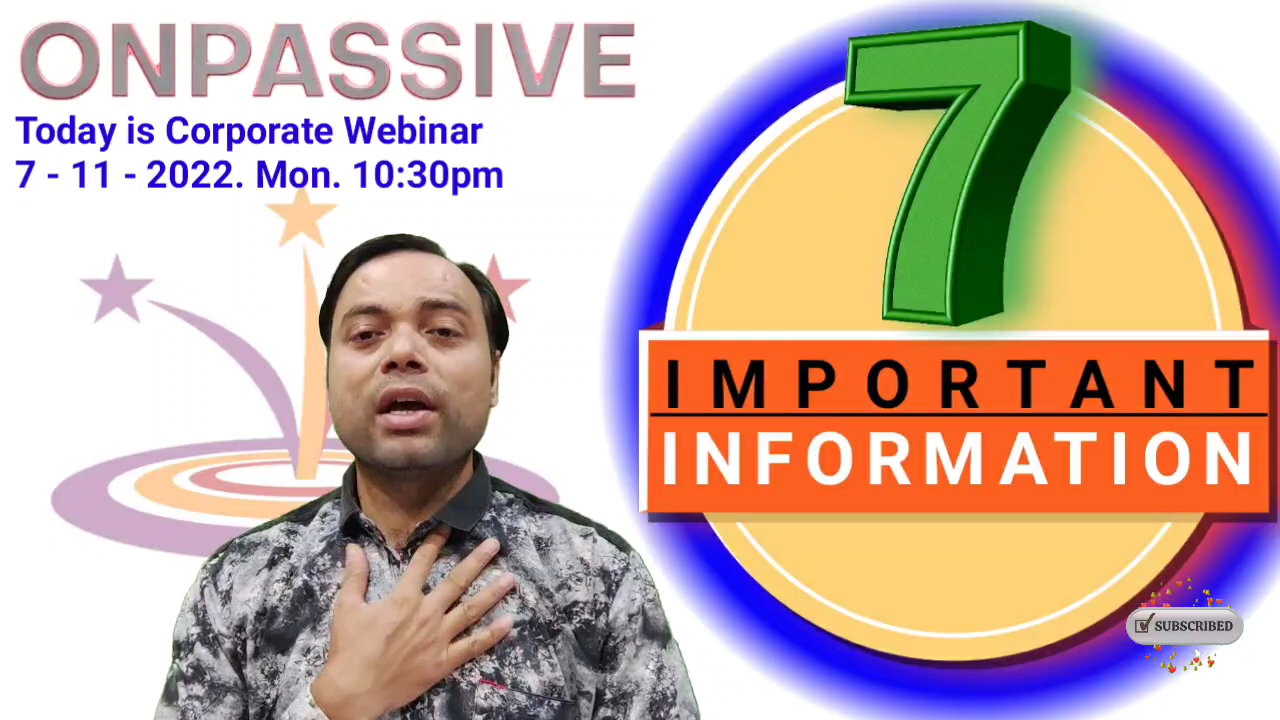 ONPASSIVE
Today is Corporate Webinar
7 - 11 - 2022. Mon. 10:30pm
7
IMPORTANT
INFORMATION
SUBSCRIBED